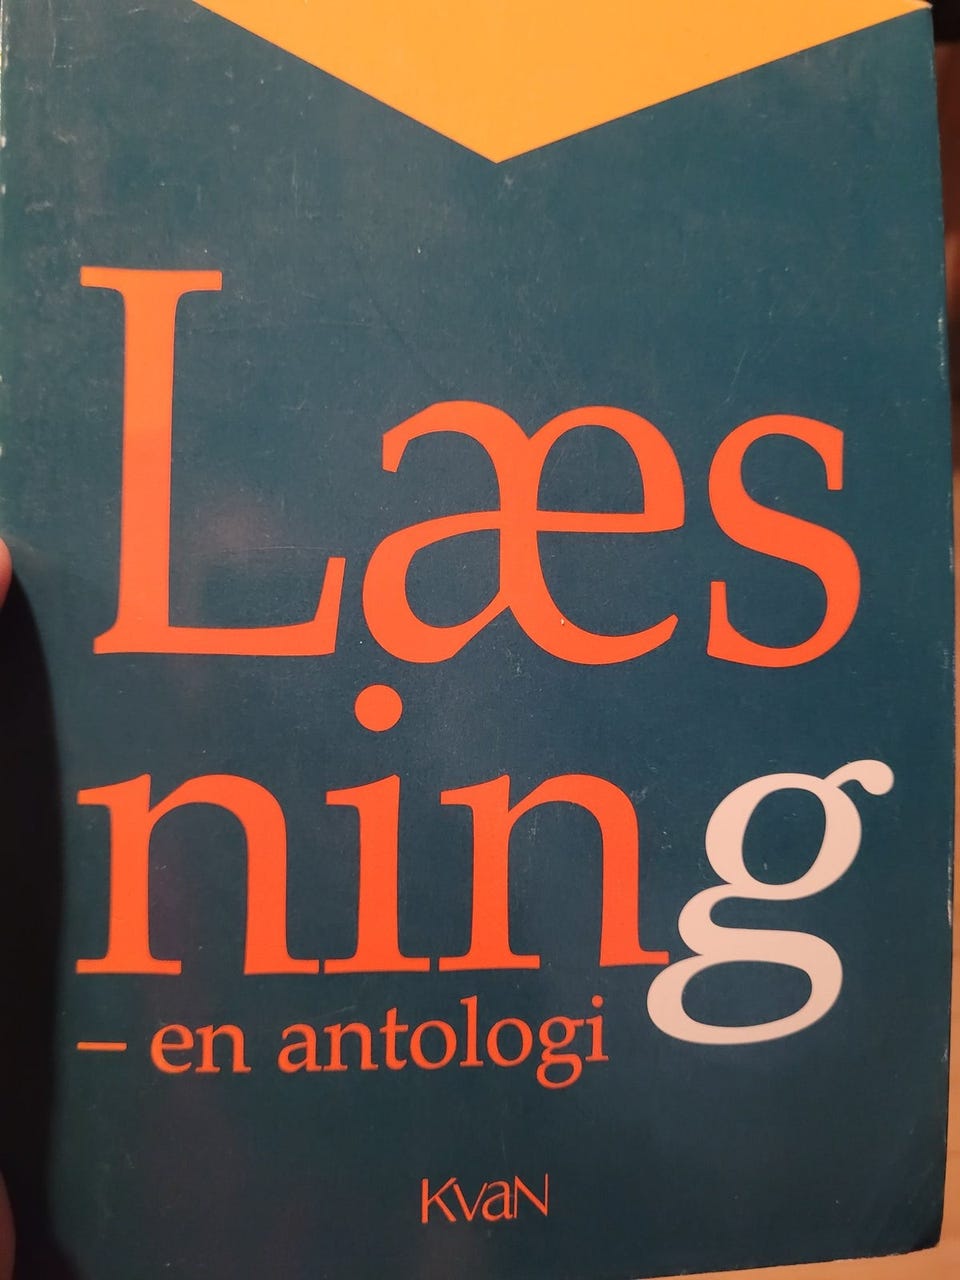 Læs
ning
– en antologi
KvaN